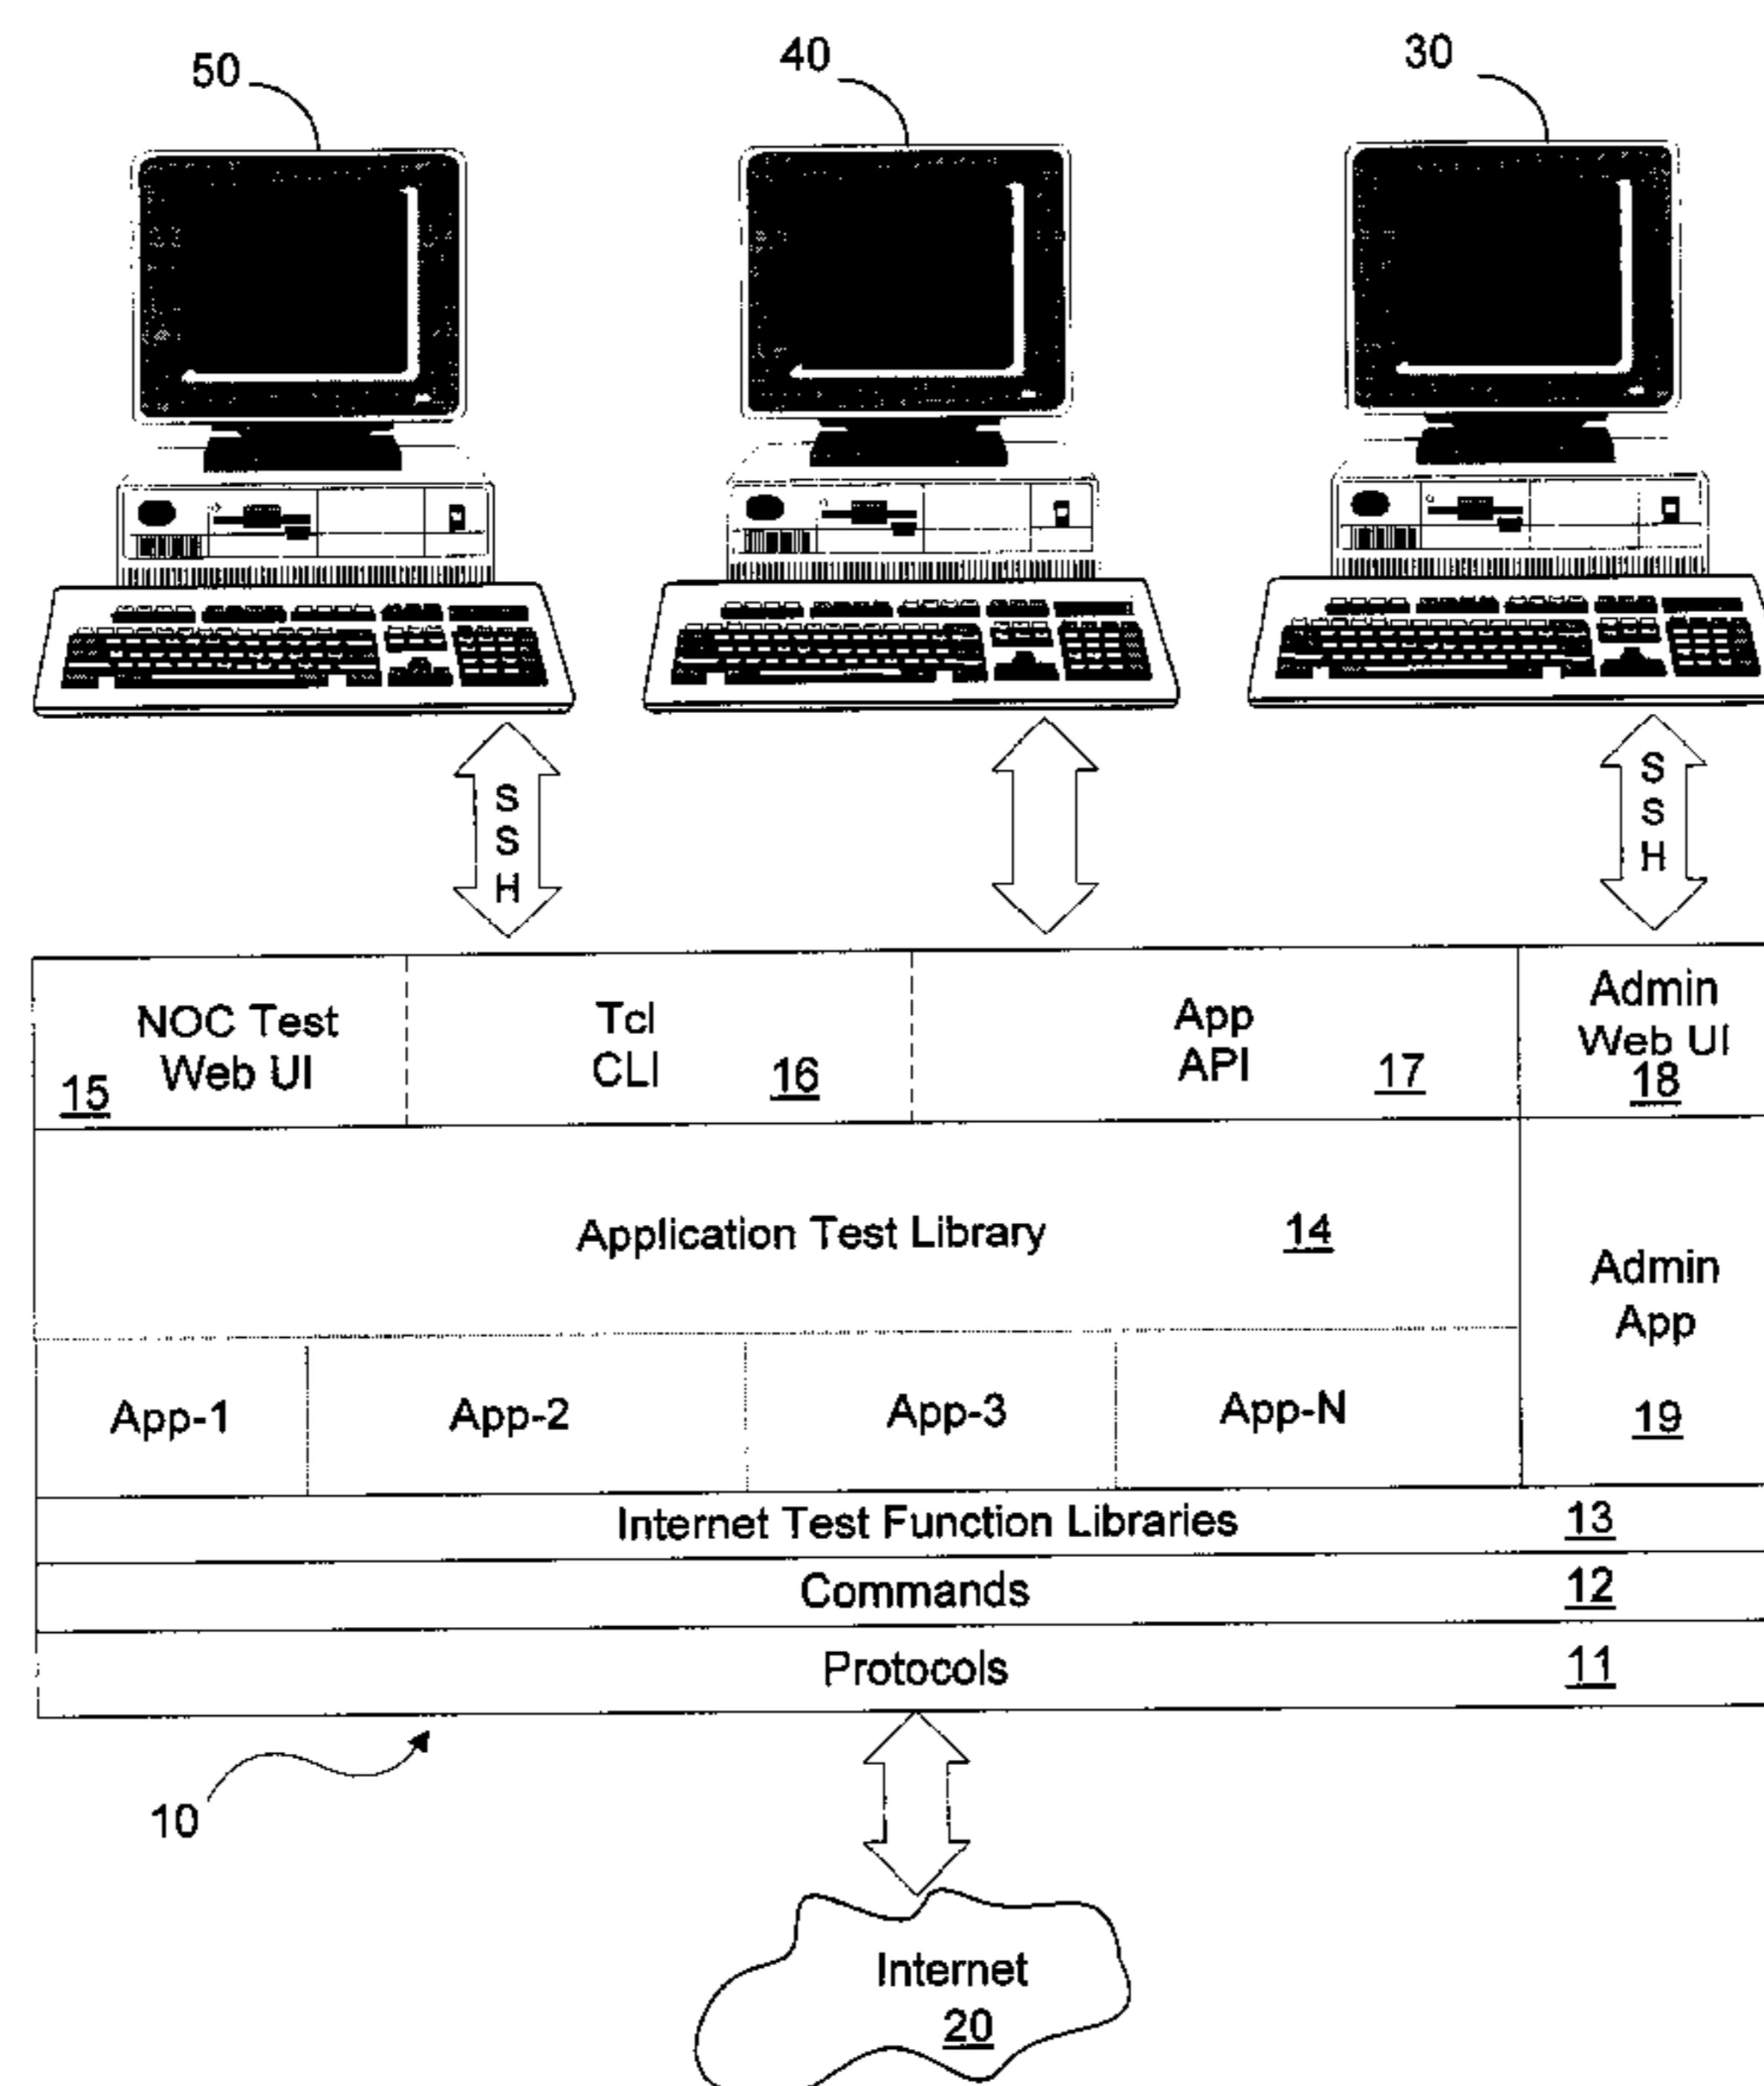 50
40
30
S
S
H
S
S
H
NOC Test
Web UI
15
Tcl
CLI
16
App
API
17
Admin
Web UI
18
Application Test Library
14
Admin
App
19
App-1
App-2
App-3
App-N
Internet Test Function Libraries
13
Commands
12
Protocols
11
10
Internet
20